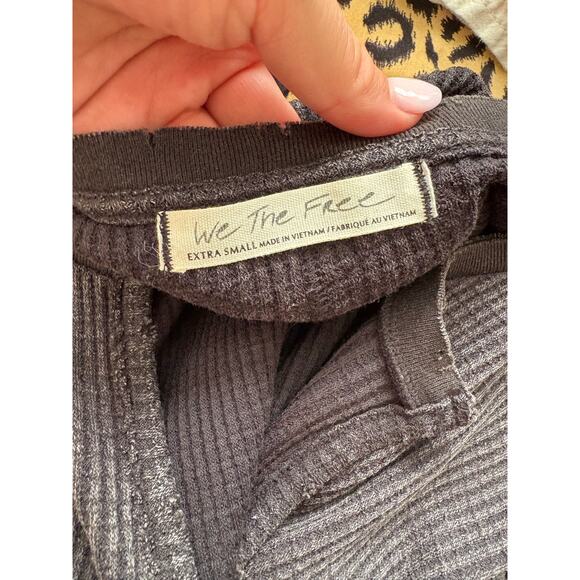 We The Free
EXTRA SMALL MADE IN VIETNAM / FABRIQUÉ AU VIETNAM